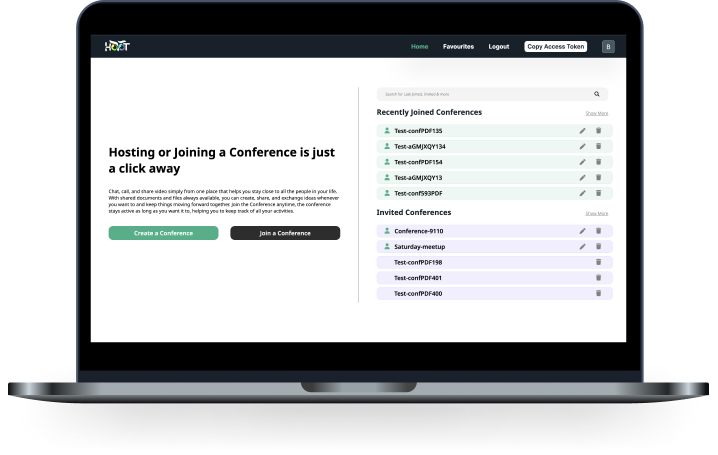 HOOT
Home Favourites Logout Copy Access Token B
Hosting or Joining a Conference is just
a click away
Chat, call, and share video simply from one place that helps you stay close to all the people in your life.
With shared documents and files always available, you can create, share, and exchange ideas whenever
you want to and keep things moving forward together. Join the Conference anytime, the conference
stays active as long as you want it to, helping you to keep track of all your activities.
Create a Conference Join a Conference
Search for Last Joined, Invited & more
Recently Joined Conferences Show More
Test-confPDF135
Test-aGMJXQY134
Test-confPDF154
Test-aGMJXQY13
Test-conf593PDF
Invited Conferences Show More
Conference-9110
Saturday-meetup
Test-confPDF198
Test-confPDF401
Test-confPDF400